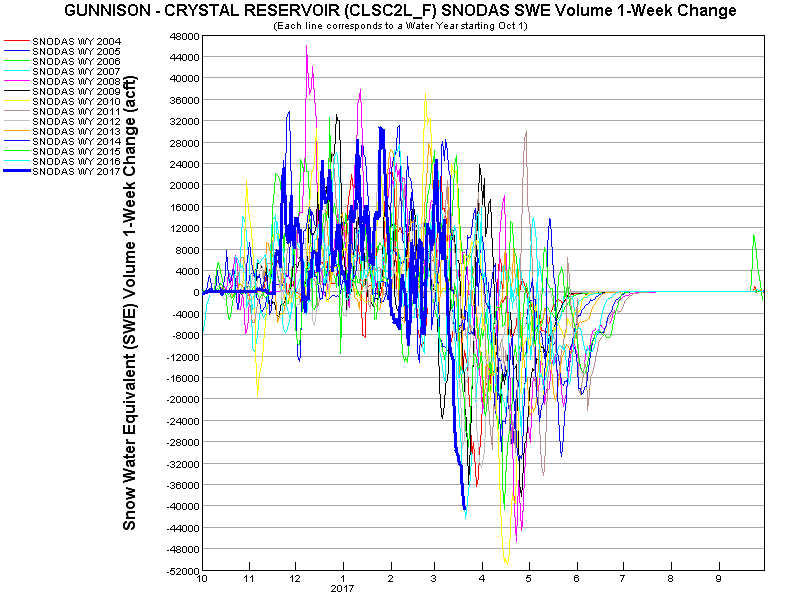 GUNNISON - CRYSTAL RESERVOIR (CLSC2L_F) SNODAS SWE Volume 1-Week Change
(Each line corresponds to a Water Year starting Oct 1)
SNODAS WY 2004
SNODAS WY 2005
SNODAS WY 2006
SNODAS WY 2007
SNODAS WY 2008
SNODAS WY 2009
SNODAS WY 2010
SNODAS WY 2011
SNODAS WY 2012
SNODAS WY 2013
SNODAS WY 2014
SNODAS WY 2015
SNODAS WY 2016
SNODAS WY 2017
Snow Water Equivalent (SWE) Volume 1-Week Change (acft)
48000
44000
40000
36000
32000
28000
24000
20000
16000
12000
8000
4000
0
-4000
-8000
-12000
-16000
-20000
-24000
-28000
-32000
-36000
-40000
-44000
-48000
-52000
10 11 12 1 2 3 4 5 6 7 8 9
2017